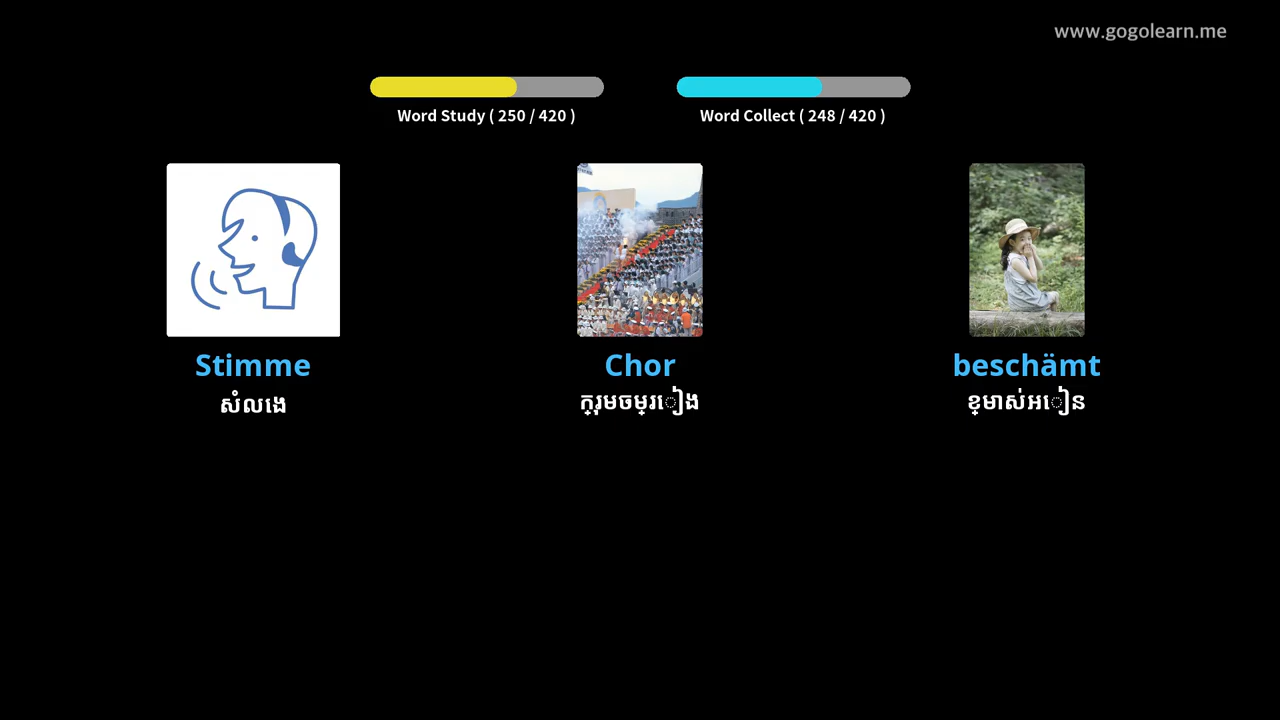 www.gogolearn.me
Word Study ( 250 / 420 )
Word Collect ( 248 / 420 )
Stimme
សំលេង
Chor
ក្រុមចម្រៀង
beschämt
ខ្មាស់អៀន